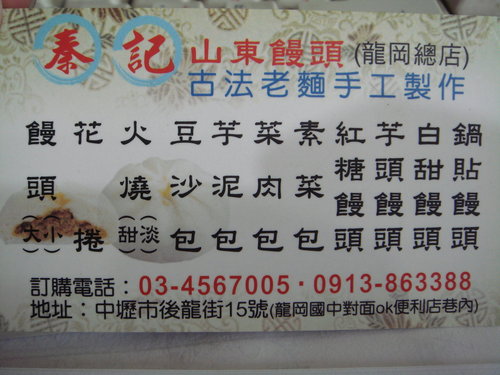 秦記山東饅頭(龍岡總店)
古法老麵手工製作
饅頭(大)(小)
花捲
火燒(甜)(淡)
豆沙包
芋泥包
菜肉包
素菜包
紅糖饅頭
芋頭饅頭
白甜饅頭
鍋貼饅頭
訂購電話：03-4567005·0913-863388
地址：中壢市後龍街15號(龍岡國中對面ok便利店巷內)